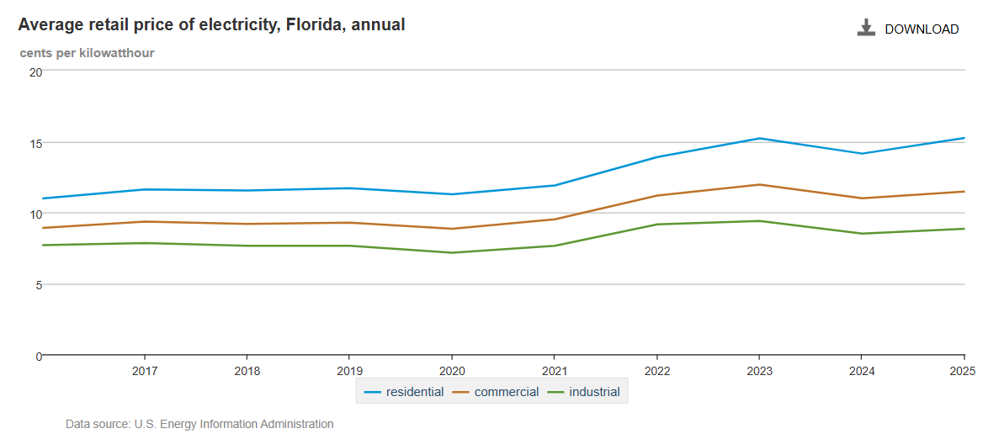 Average retail price of electricity, Florida, annual
DOWNLOAD
cents per kilowatthour
20
15
10
5
0
2017 2018 2019 2020 2021 2022 2023 2024 2025
residential commercial industrial
Data source: U.S. Energy Information Administration